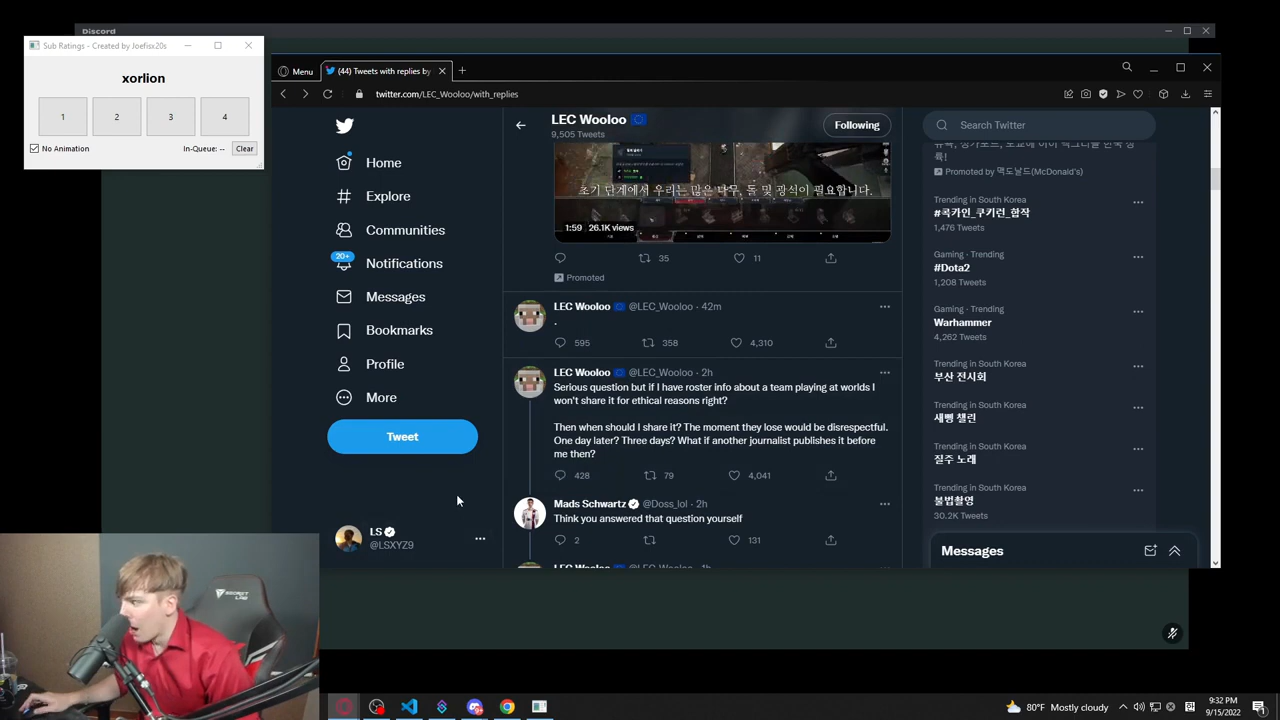 Discord
Sub Ratings - Created by Joefisx20s
xorlion
1 2 3 4
No Animation In-Queue: -- Clear
Menu (44) Tweets with replies by
twitter.com/LEC_Wooloo/with_replies
Home
Explore
Communities
20+
Notifications
Messages
Bookmarks
Profile
More
Tweet
LS
@LSXYZ9
LEC Wooloo
9,505 Tweets
Following
초기 단계에서 우리는 많은 나무, 돌 및 광석이 필요합니다.
1:59 26.1K views
35 11
Promoted
LEC Wooloo @LEC_Wooloo · 42m
.
595 358 4,310
LEC Wooloo @LEC_Wooloo · 2h
Serious question but if I have roster info about a team playing at worlds I
won't share it for ethical reasons right?
Then when should I share it? The moment they lose would be disrespectful.
One day later? Three days? What if another journalist publishes it before
me then?
428 79 4,041
Mads Schwartz @Doss_lol · 2h
Think you answered that question yourself
2 131
LEC Wooloo @LEC_Wooloo · 1h
Search Twitter
Promoted by 맥도날드(McDonald's)
Trending in South Korea
#콕카인_쿠키런_함작
1,476 Tweets
Gaming · Trending
#Dota2
1,208 Tweets
Gaming · Trending
Warhammer
4,262 Tweets
Trending in South Korea
부산 전시회
Trending in South Korea
새삥 챌린
Trending in South Korea
질주 노래
Trending in South Korea
불법촬영
30.2K Tweets
Messages
SECRET
LAB
80°F Mostly cloudy
9:32 PM
9/15/2022